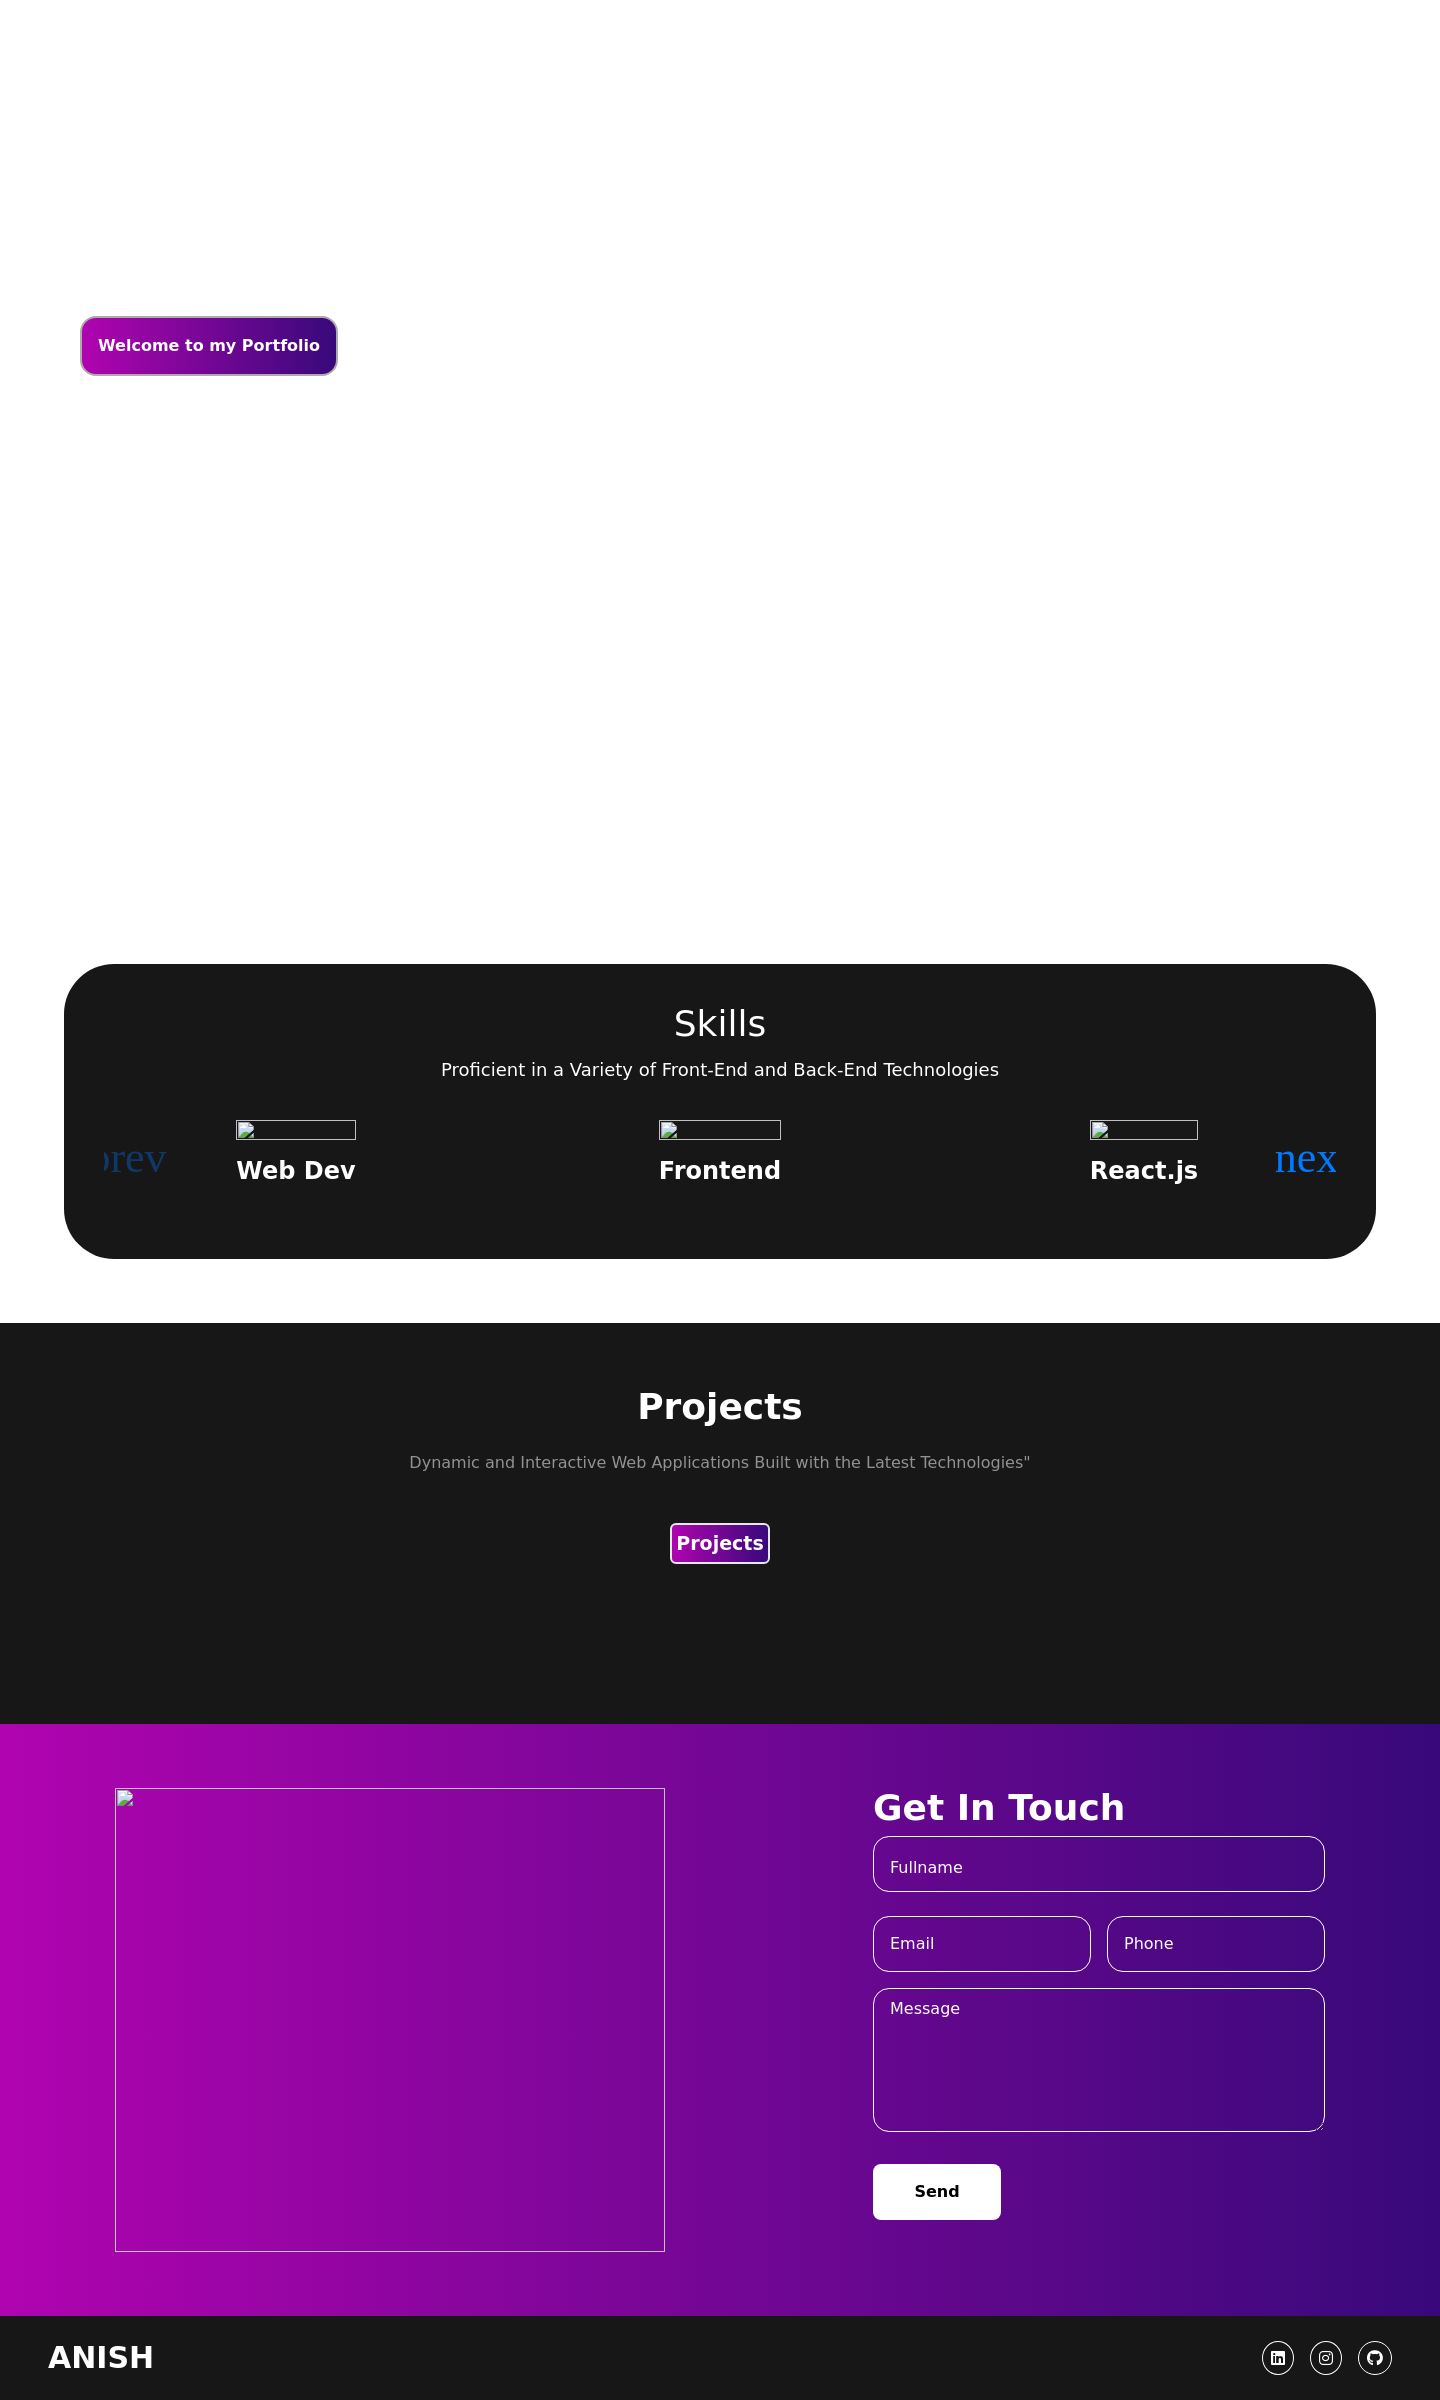 Welcome to my Portfolio
Skills
Proficient in a Variety of Front-End and Back-End Technologies
prev
Web Dev
Frontend
React.js
nex
Projects
Dynamic and Interactive Web Applications Built with the Latest Technologies"
Projects
Get In Touch
Fullname
Email
Phone
Message
Send
ANISH